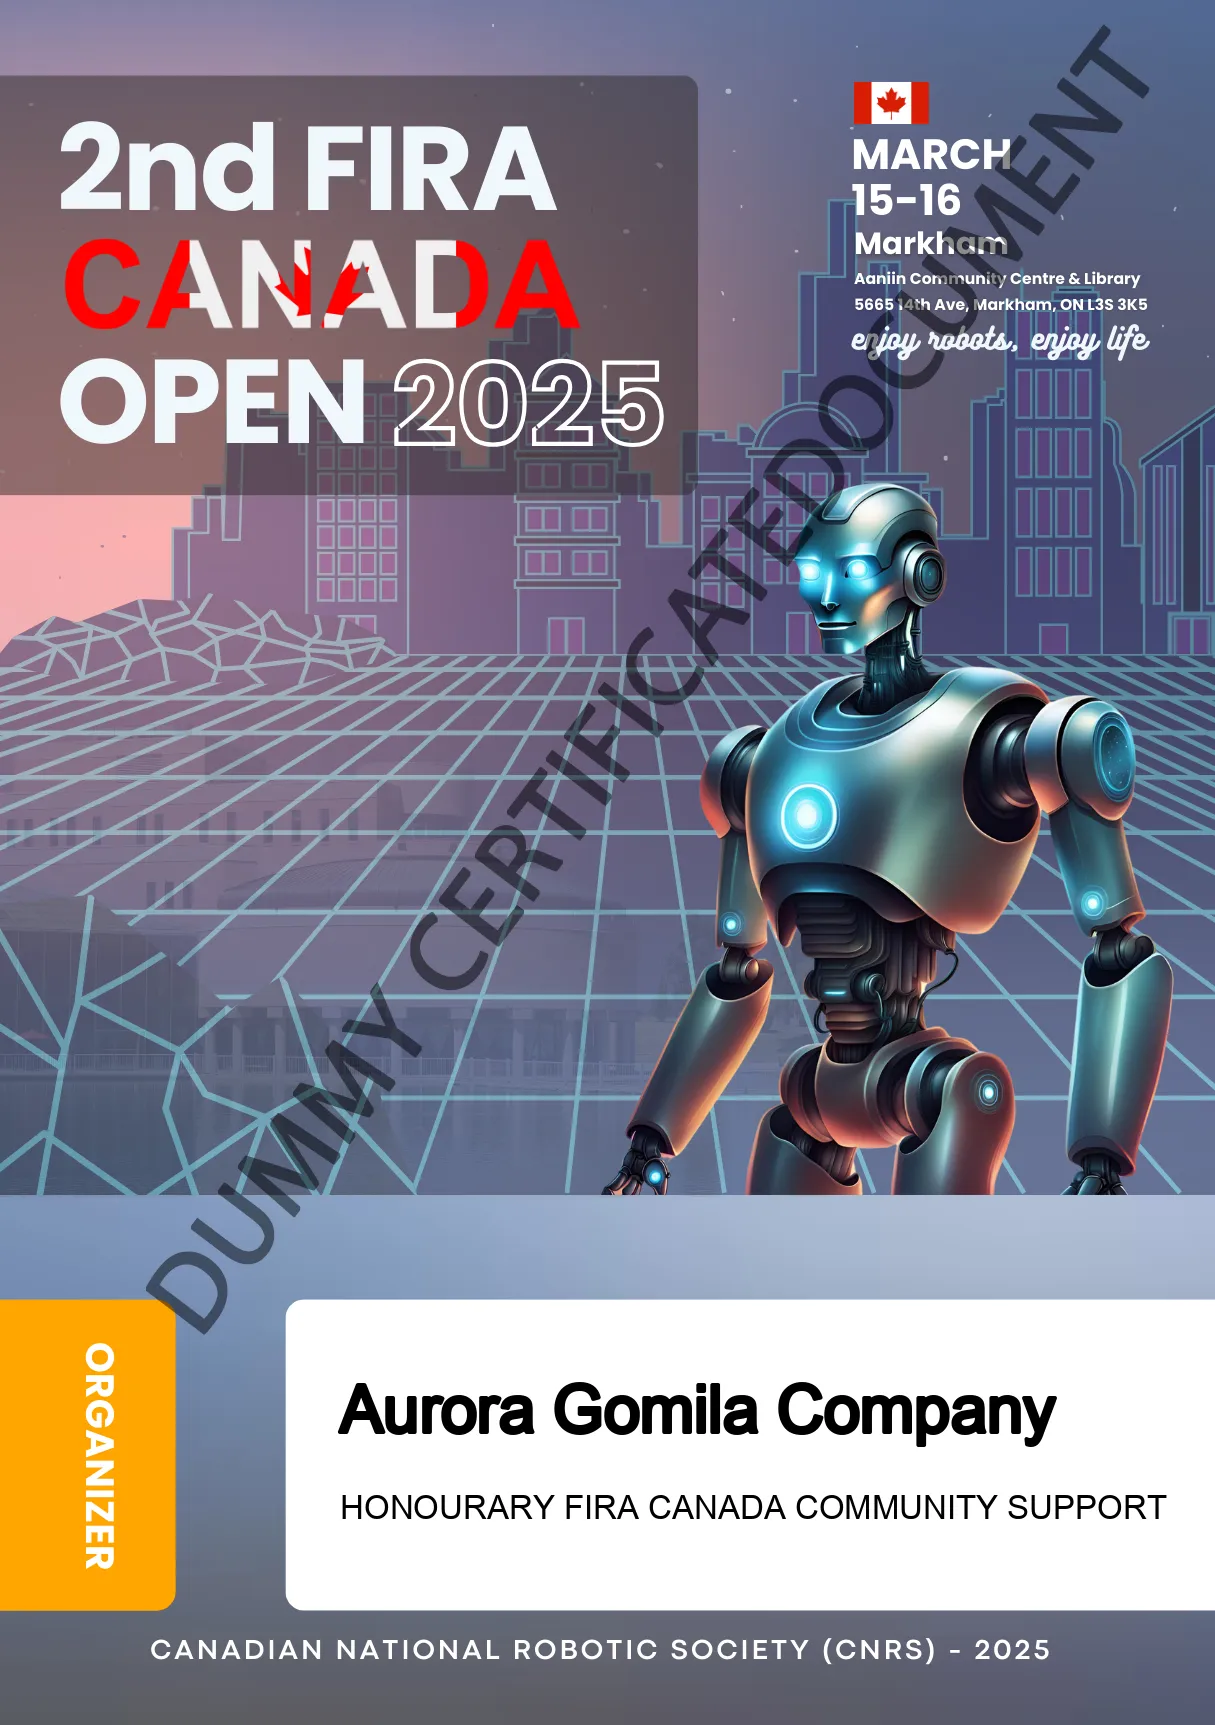 2nd FIRA
CANADA
OPEN 2025
MARCH
15-16
Markham
Aaniin Community Centre & Library
5665 14th Ave, Markham, ON L3S 3K5
enjoy robots, enjoy life
DUMMY CERTIFICATEDOCUMENT
ORGANIZER
Aurora Gomila Company
HONOURARY FIRA CANADA COMMUNITY SUPPORT
CANADIAN NATIONAL ROBOTIC SOCIETY (CNRS) - 2025